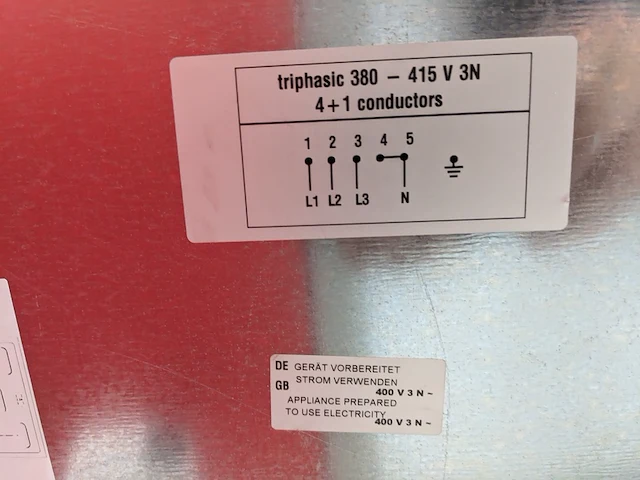 triphasic 380 – 415 V 3N
4+1 conductors
1 2 3 4 5
L1 L2 L3 N
DE GERÄT VORBEREITET
STROM VERWENDEN
400 V 3 N ~
GB APPLIANCE PREPARED
TO USE ELECTRICITY
400 V 3 N ~